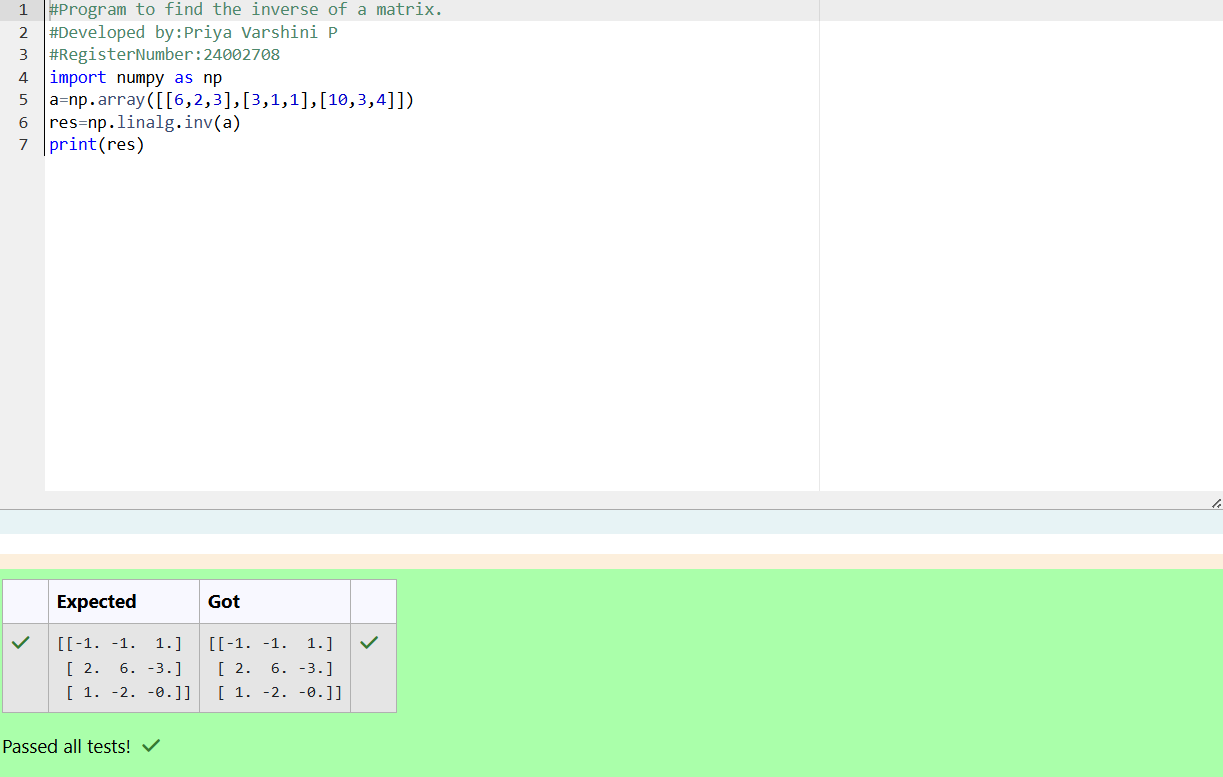 1 #Program to find the inverse of a matrix.
2 #Developed by:Priya Varshini P
3 #RegisterNumber:24002708
4 import numpy as np
5 a=np.array([[6,2,3],[3,1,1],[10,3,4]])
6 res=np.linalg.inv(a)
7 print(res)
Expected Got
[[-1. -1.  1.] [[-1. -1.  1.]
[ 2.  6. -3.] [ 2.  6. -3.]
[ 1. -2. -0.]] [ 1. -2. -0.]]
Passed all tests!